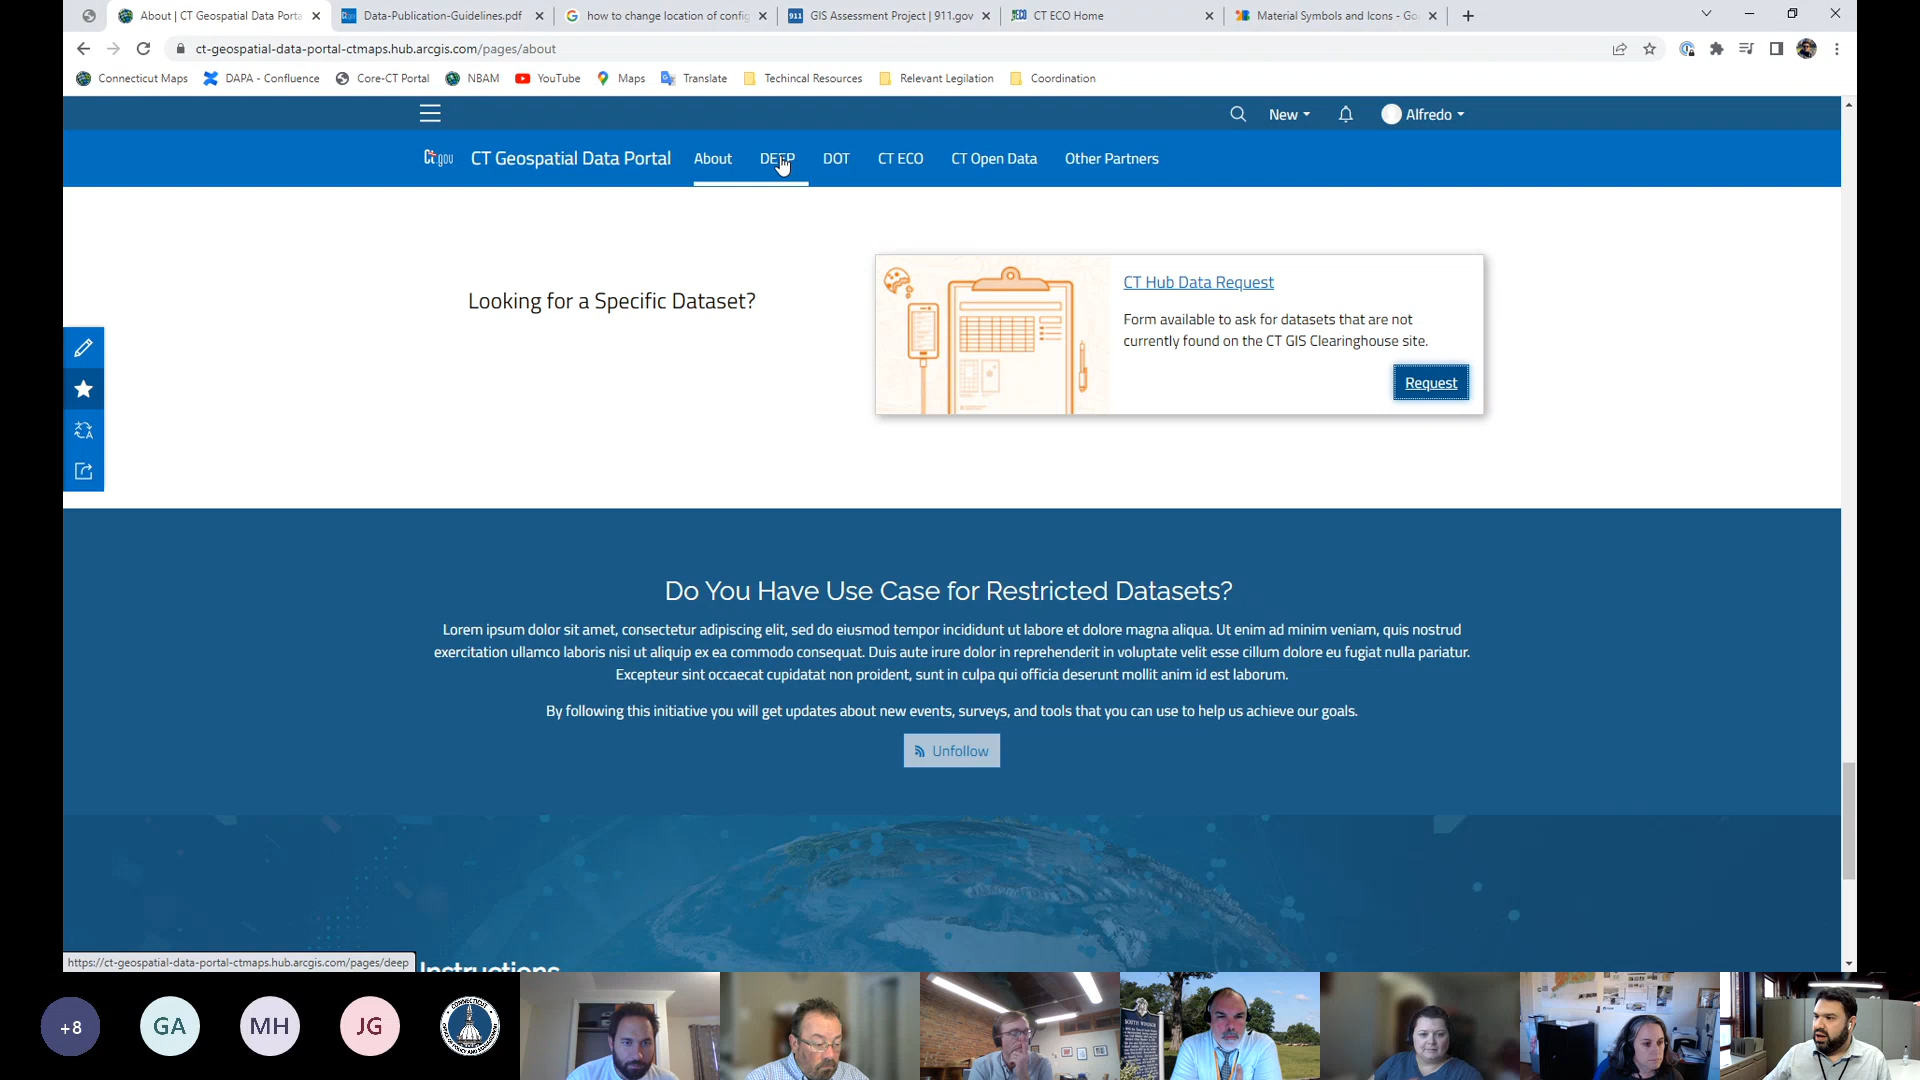 About | CT Geospatial Data Porta
Data-Publication-Guidelines.pdf
how to change location of config
911
GIS Assessment Project | 911.gov
CT ECO Home
Material Symbols and Icons - Go
ct-geospatial-data-portal-ctmaps.hub.arcgis.com/pages/about
Connecticut Maps
DAPA - Confluence
Core-CT Portal
NBAM
YouTube
Maps
Translate
Techincal Resources
Relevant Legilation
Coordination
New
Alfredo
Ct.gov
CT Geospatial Data Portal
About
DEEP
DOT
CT ECO
CT Open Data
Other Partners
Looking for a Specific Dataset?
CT Hub Data Request
Form available to ask for datasets that are not
currently found on the CT GIS Clearinghouse site.
Request
Do You Have Use Case for Restricted Datasets?
Lorem ipsum dolor sit amet, consectetur adipiscing elit, sed do eiusmod tempor incididunt ut labore et dolore magna aliqua. Ut enim ad minim veniam, quis nostrud
exercitation ullamco laboris nisi ut aliquip ex ea commodo consequat. Duis aute irure dolor in reprehenderit in voluptate velit esse cillum dolore eu fugiat nulla pariatur.
Excepteur sint occaecat cupidatat non proident, sunt in culpa qui officia deserunt mollit anim id est laborum.
By following this initiative you will get updates about new events, surveys, and tools that you can use to help us achieve our goals.
Unfollow
https://ct-geospatial-data-portal-ctmaps.hub.arcgis.com/pages/deep
Instructions
+8
GA
MH
JG
CONNECTICUT
SOUTH WINDSOR